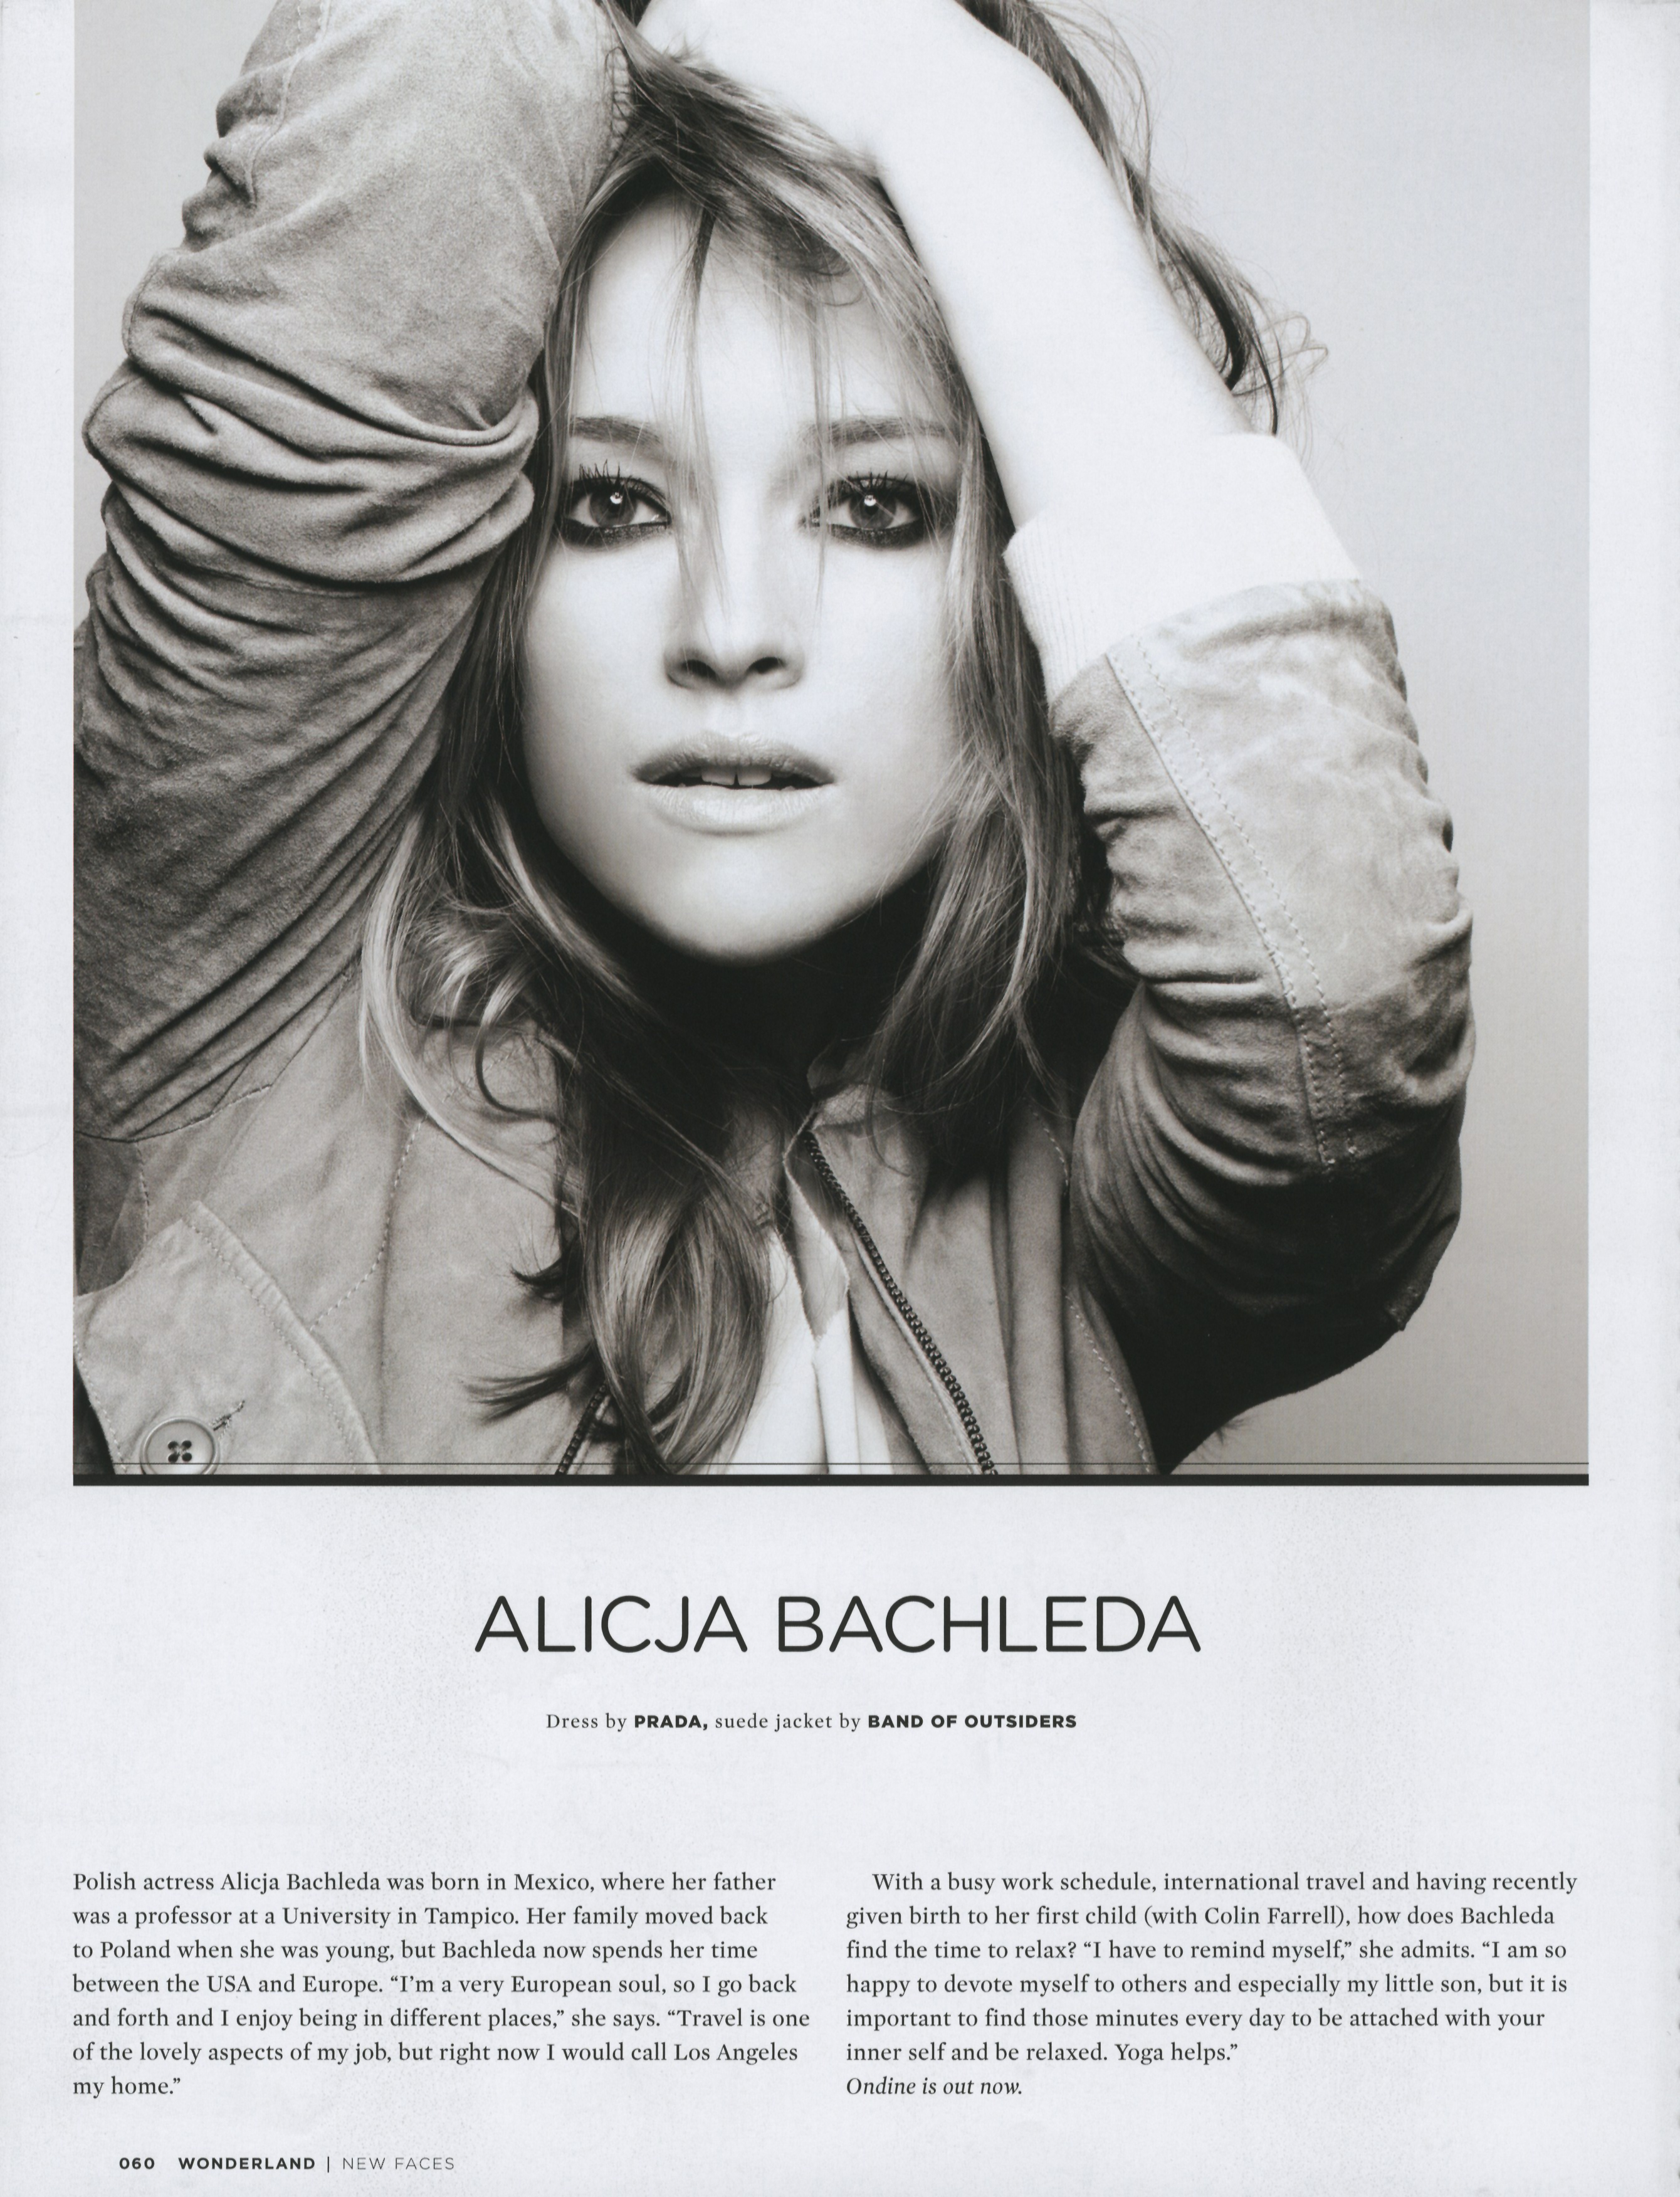 ALICJA BACHLEDA
Dress by PRADA, suede jacket by BAND OF OUTSIDERS
Polish actress Alicja Bachleda was born in Mexico, where her father
was a professor at a University in Tampico. Her family moved back
to Poland when she was young, but Bachleda now spends her time
between the USA and Europe. “I’m a very European soul, so I go back
and forth and I enjoy being in different places,” she says. “Travel is one
of the lovely aspects of my job, but right now I would call Los Angeles
my home.”
With a busy work schedule, international travel and having recently
given birth to her first child (with Colin Farrell), how does Bachleda
find the time to relax? “I have to remind myself,” she admits. “I am so
happy to devote myself to others and especially my little son, but it is
important to find those minutes every day to be attached with your
inner self and be relaxed. Yoga helps.”
Ondine is out now.
060 WONDERLAND | NEW FACES